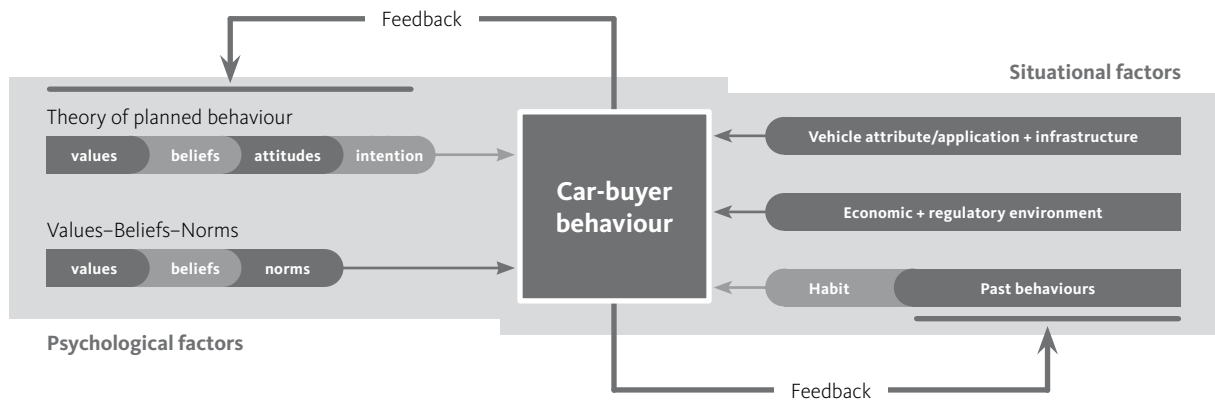 Feedback
Situational factors
Theory of planned behaviour
values beliefs attitudes intention
Vehicle attribute/application + infrastructure
Car-buyer
behaviour
Economic + regulatory environment
Values–Beliefs–Norms
values beliefs norms
Habit Past behaviours
Psychological factors
Feedback